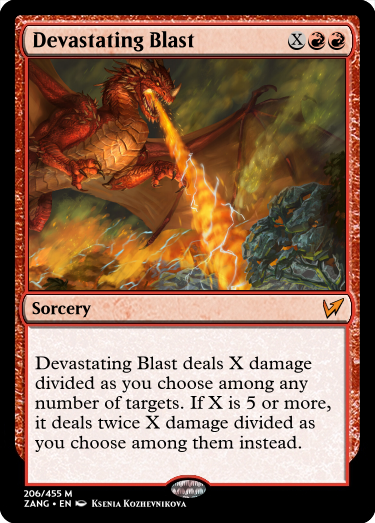 Devastating Blast X
Sorcery
Devastating Blast deals X damage
divided as you choose among any
number of targets. If X is 5 or more,
it deals twice X damage divided as
you choose among them instead.
206/455 M
ZANG • EN Ksenia Kozhevnikova